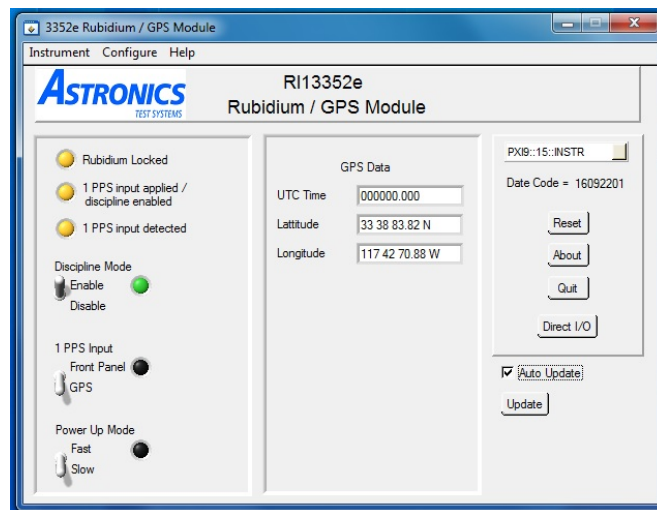 3352e Rubidium / GPS Module
Instrument Configure Help
ASTRONICS
TEST SYSTEMS
RI13352e
Rubidium / GPS Module
Rubidium Locked
1 PPS input applied /
discipline enabled
1 PPS input detected
Discipline Mode
Enable
Disable
1 PPS Input
Front Panel
GPS
Power Up Mode
Fast
Slow
GPS Data
UTC Time 000000.000
Lattitude 33 38 83.82 N
Longitude 117 42 70.88 W
PXI9::15::INSTR
Date Code = 16092201
Reset
About
Quit
Direct I/O
Auto Update
Update